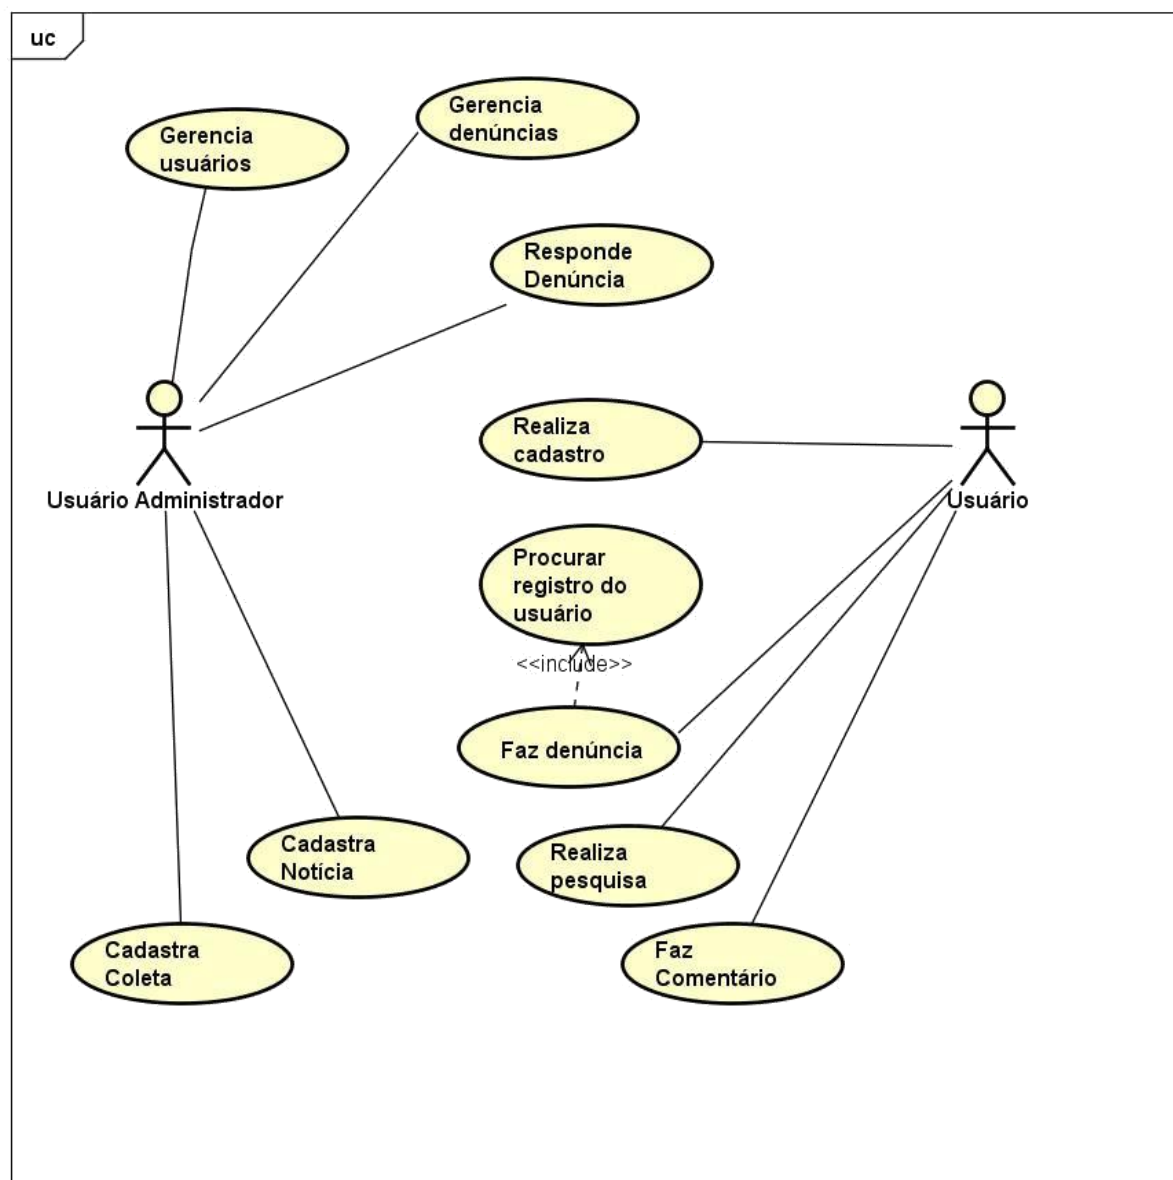 uc
Gerencia
usuários
Gerencia
denúncias
Responde
Denúncia
Realiza
cadastro
Usuário Administrador
Usuário
Procurar
registro do
usuário
<<include>>
Faz denúncia
Cadastra
Notícia
Realiza
pesquisa
Cadastra
Coleta
Faz
Comentário